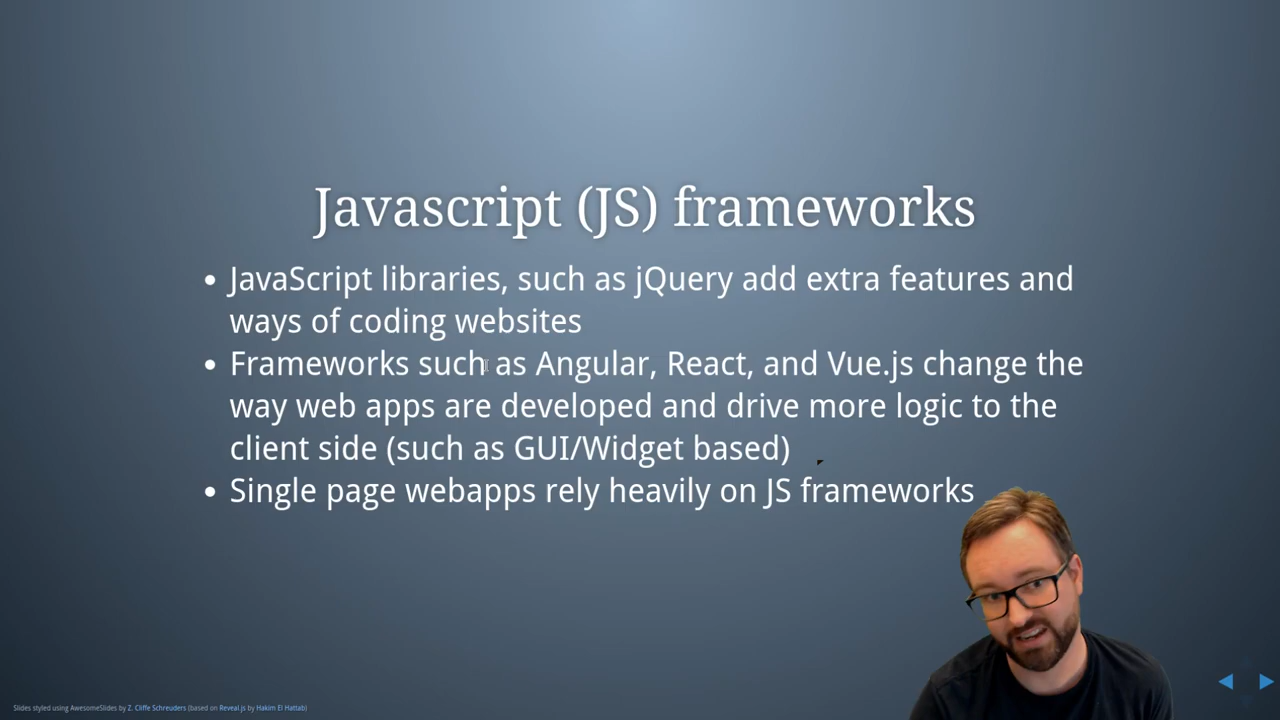 Javascript (JS) frameworks
• JavaScript libraries, such as jQuery add extra features and
ways of coding websites
• Frameworks such as Angular, React, and Vue.js change the
way web apps are developed and drive more logic to the
client side (such as GUI/Widget based)
• Single page webapps rely heavily on JS frameworks
Slides styled using AwesomeSlides by Z. Cliffe Schreuders (based on Reveal.js by Hakim El Hattab)